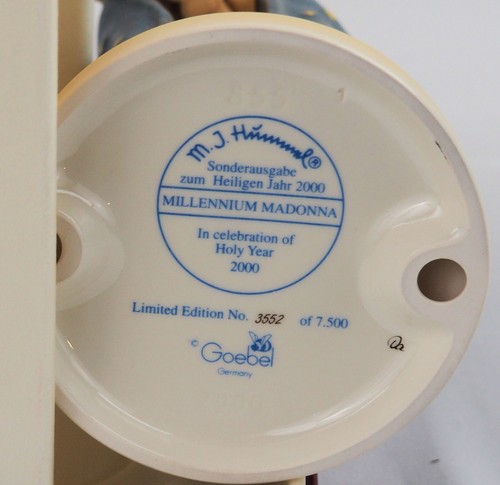 855
M. J. Hummel®
Sonderausgabe
zum Heiligen Jahr 2000
MILLENNIUM MADONNA
In celebration of
Holy Year
2000
Limited Edition No. 3552 of 7.500
© Goebel
Germany